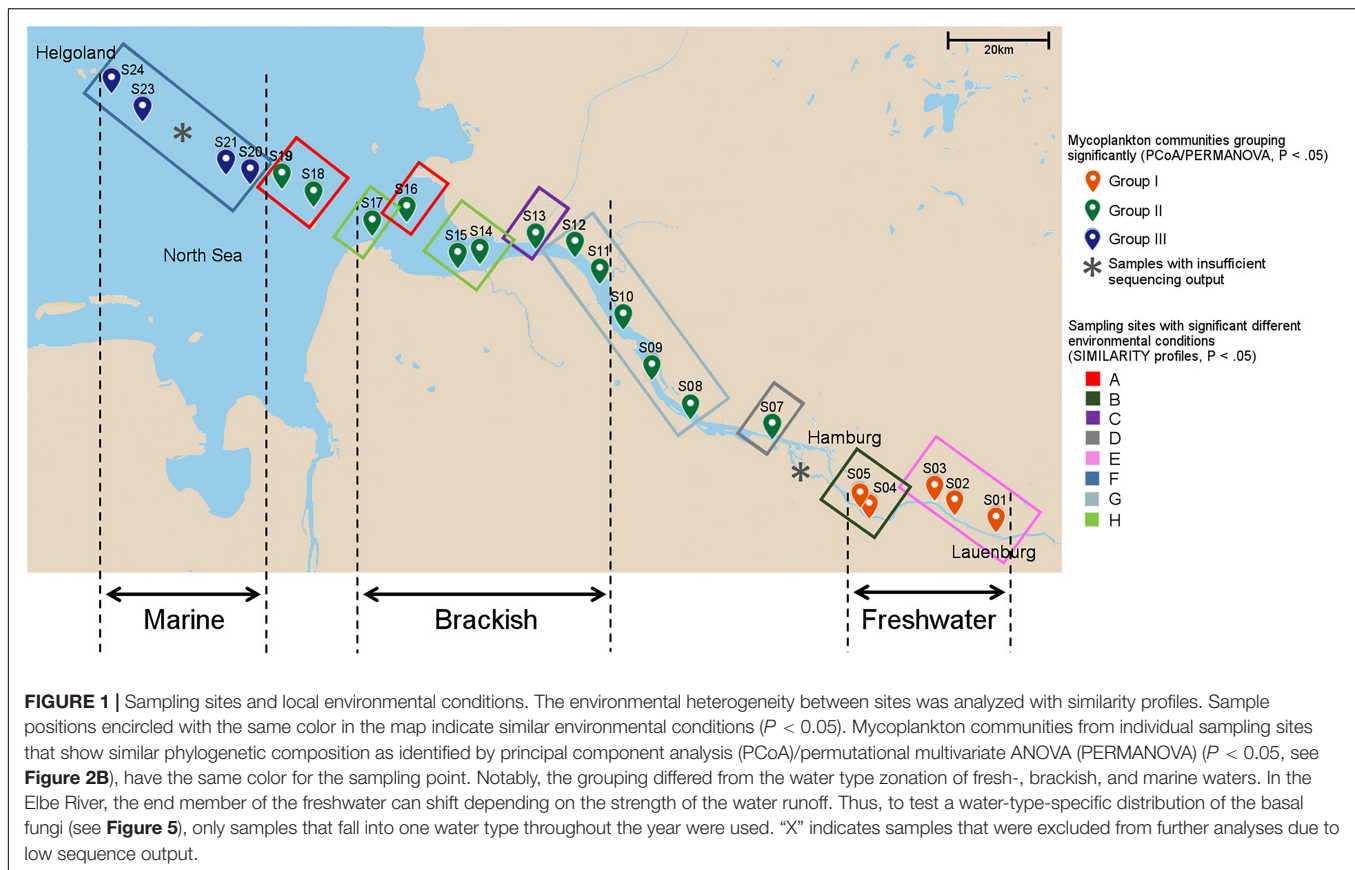 Helgoland
S24
S23
S21
S20
S19
S18
S17
S16
S15
S14
S13
S12
S11
S10
S09
S08
S07
S05
S04
S03
S02
S01
North Sea
Hamburg
Lauenburg
20km
Marine
Brackish
Freshwater
Mycoplankton communities grouping
significantly (PCoA/PERMANOVA, P < .05)
Group I
Group II
Group III
* Samples with insufficient
sequencing output
Sampling sites with significant different
environmental conditions
(SIMILARITY profiles, P < .05)
A
B
C
D
E
F
G
H
FIGURE 1 | Sampling sites and local environmental conditions. The environmental heterogeneity between sites was analyzed with similarity profiles. Sample
positions encircled with the same color in the map indicate similar environmental conditions (P < 0.05). Mycoplankton communities from individual sampling sites
that show similar phylogenetic composition as identified by principal component analysis (PCoA)/permutational multivariate ANOVA (PERMANOVA) (P < 0.05, see
Figure 2B), have the same color for the sampling point. Notably, the grouping differed from the water type zonation of fresh-, brackish, and marine waters. In the
Elbe River, the end member of the freshwater can shift depending on the strength of the water runoff. Thus, to test a water-type-specific distribution of the basal
fungi (see Figure 5), only samples that fall into one water type throughout the year were used. “X” indicates samples that were excluded from further analyses due to
low sequence output.